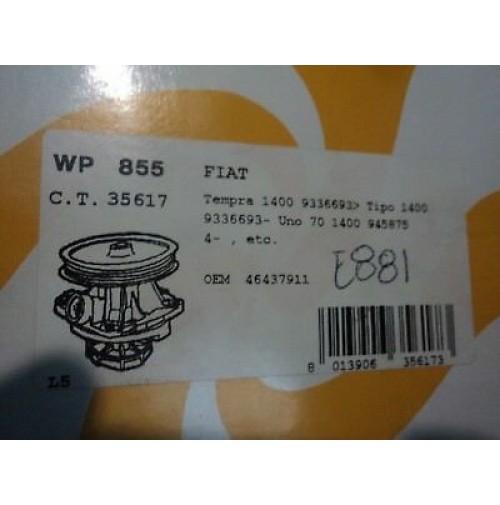 WP 855
C.T. 35617
FIAT
Tempra 1400 9336693> Tipo 1400
9336693- Uno 70 1400 945875
4- , etc.
OEM 46437911
E881
8 013906 356173
L5